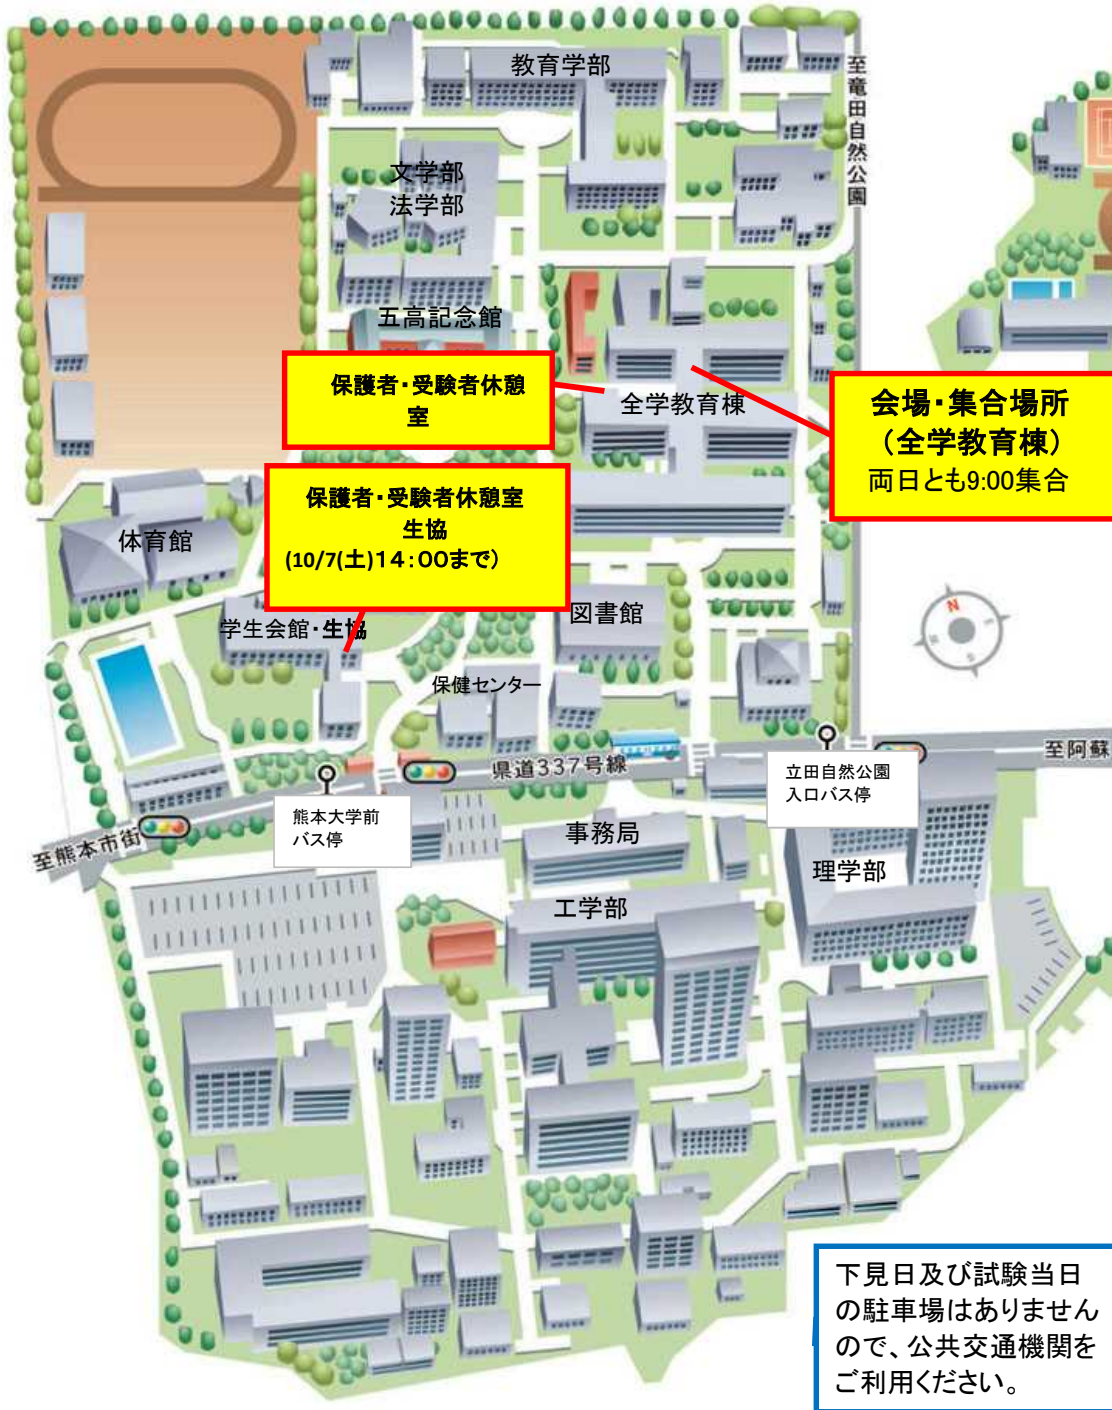 教育学部
至竜田自然公園
文学部
法学部
五高記念館
保護者・受験者休憩
室
全学教育棟
会場・集合場所
(全学教育棟)
両日とも9:00集合
保護者・受験者休憩室
生協
(10/7(土)14:00まで)
体育館
学生会館・生協
図書館
保健センター
N
E
S
W
至阿蘇
県道337号線
立田自然公園
入口バス停
熊本大学前
バス停
至熊本市街
事務局
理学部
工学部
下見日及び試験当日
の駐車場はありません
ので、公共交通機関を
ご利用ください。